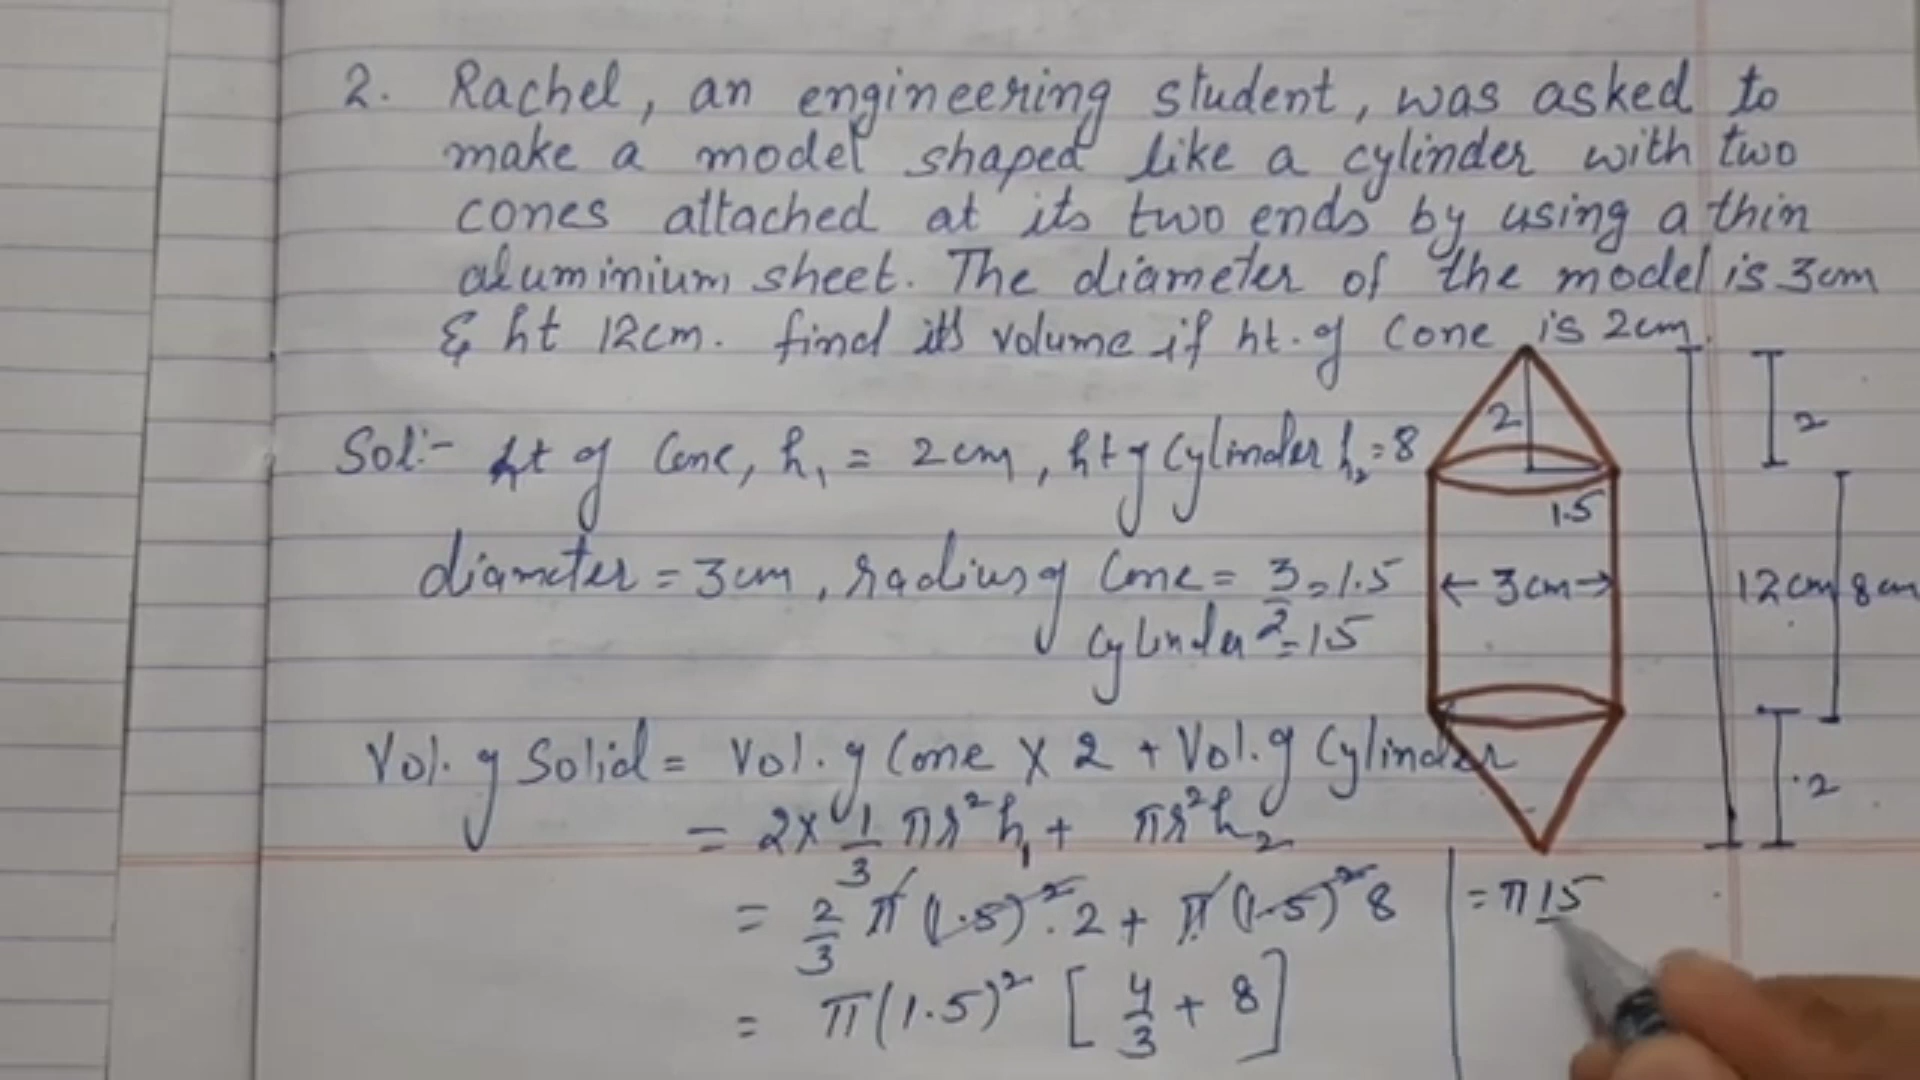 2. Rachel, an engineering student, was asked to
make a model shaped like a cylinder with two
cones attached at its two ends by using a thin
aluminium sheet. The diameter of the model is 3cm
& ht 12cm. find its volume if ht. of Cone is 2cm.
Sol:- ht of Cone, h₁ = 2cm, ht of Cylinder h₂ = 8
diameter = 3cm, radius of Cone = 3/2 = 1.5
Cylinder = 1.5
Vol. of Solid = Vol. of Cone × 2 + Vol. of Cylinder
= 2× 1/3 πr²h₁ + πr²h₂
= 2/3 π (1.5)².2 + π (1.5)² 8
= π(1.5)² [4/3 + 8]
= π 15
2
1.5
← 3cm →
12cm
8cm
2
2